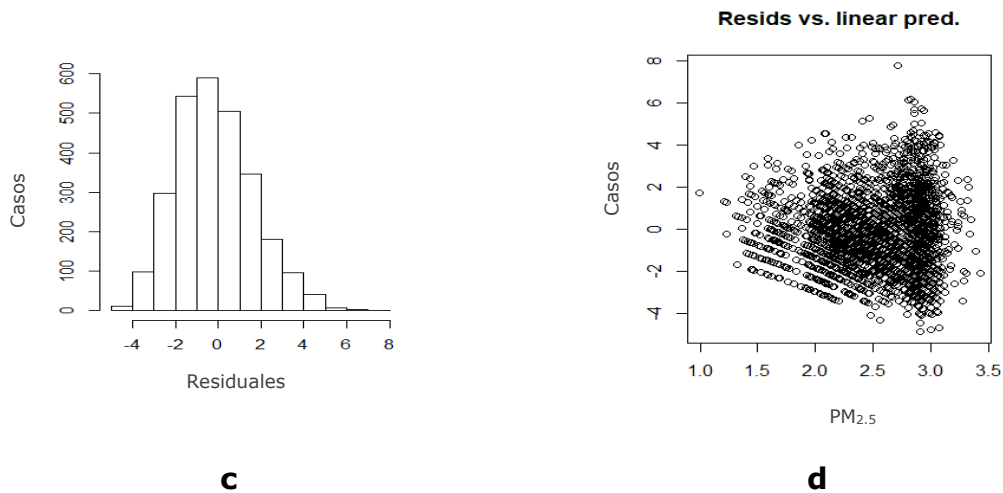 Resids vs. linear pred.
600
500
400
300
200
100
0
Casos
-4 -2 0 2 4 6 8
Residuales
c
8
6
4
2
0
-2
-4
Casos
1.0 1.5 2.0 2.5 3.0 3.5
PM₂.₅
d